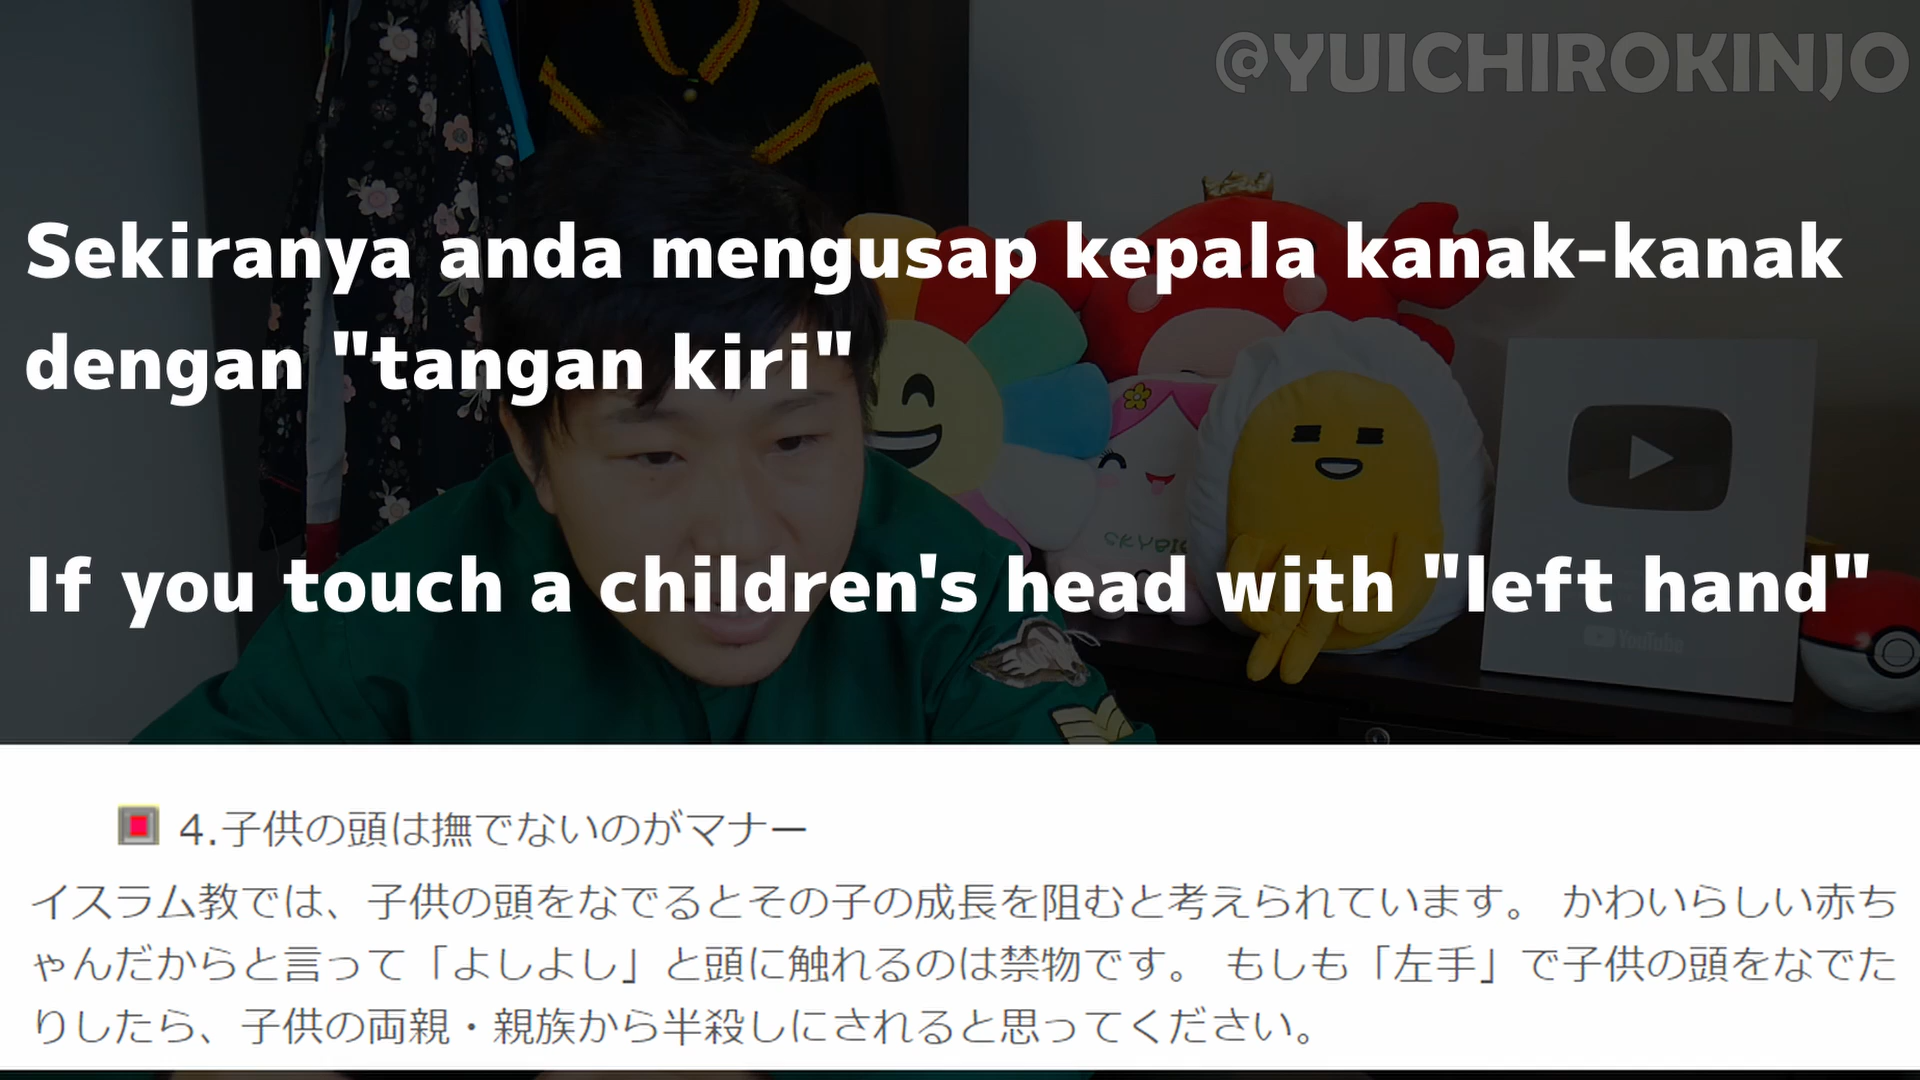 @YUICHIROKINJO
Sekiranya anda mengusap kepala kanak-kanak
dengan "tangan kiri"
If you touch a children's head with "left hand"
SKYBIE
YouTube
4.子供の頭は撫でないのがマナー
イスラム教では、子供の頭をなでるとその子の成長を阻むと考えられています。 かわいらしい赤ち
ゃんだからと言って「よしよし」と頭に触れるのは禁物です。 もしも「左手」で子供の頭をなでた
りしたら、子供の両親・親族から半殺しにされると思ってください。